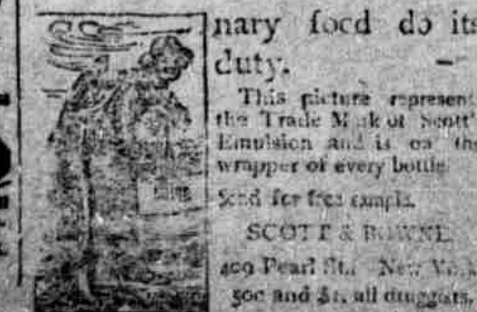 nary food do its
duty.
This picture represent
the Trade Mark of Scott'
Emulsion and is on the
wrapper of every bottle.
Send for free sample.
SCOTT & BOWNE
409 Pearl St., New York
50c and $1. all druggists.